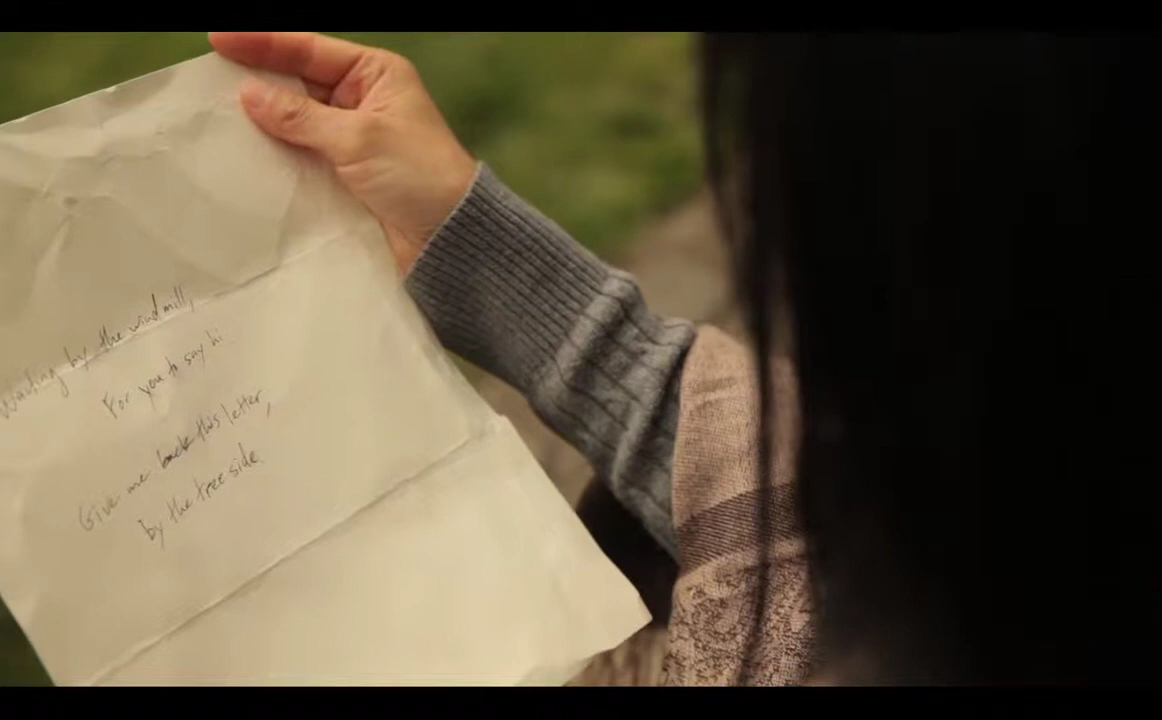 Waiting by the windmill,
For you to say hi
Give me back this letter,
by the tree side